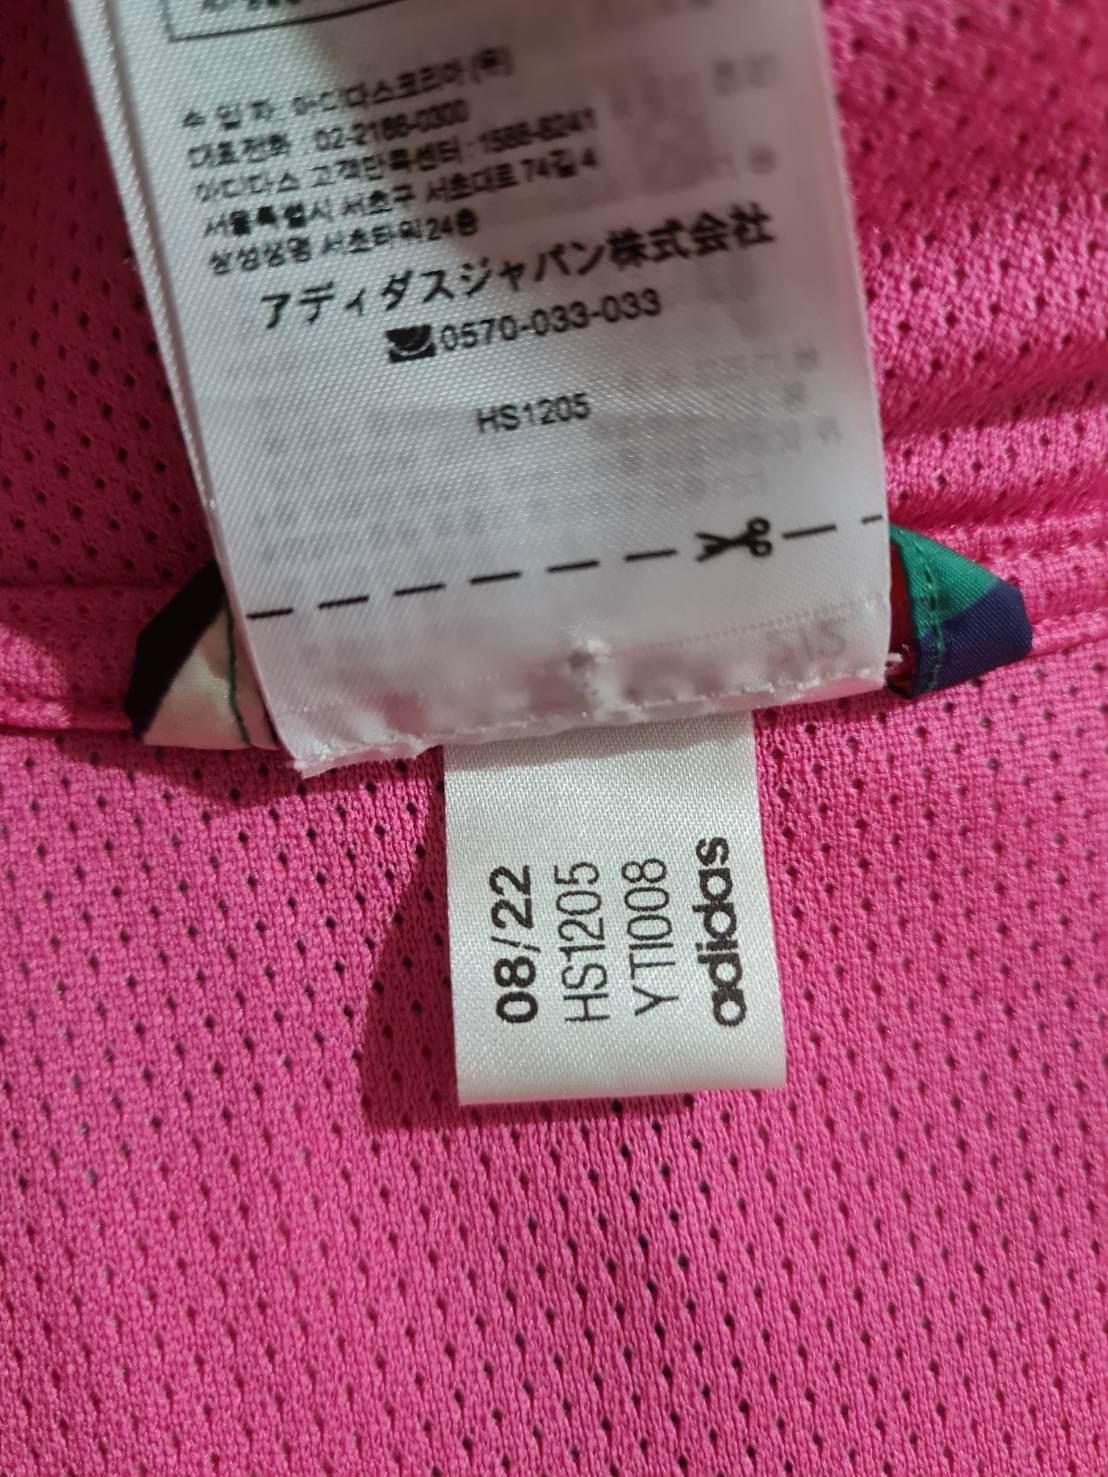 수 입 자 : 아디다스코리아 (유)
대표전화 : 02-2186-0300
아디다스 고객만족센터 : 1588-8241
서울특별시 서초구 서초대로 74길 4
삼성생명 서초타워 24층
アディダスジャパン株式会社
0570-033-033
HS1205
08/22
HS1205
YTI008
adidas